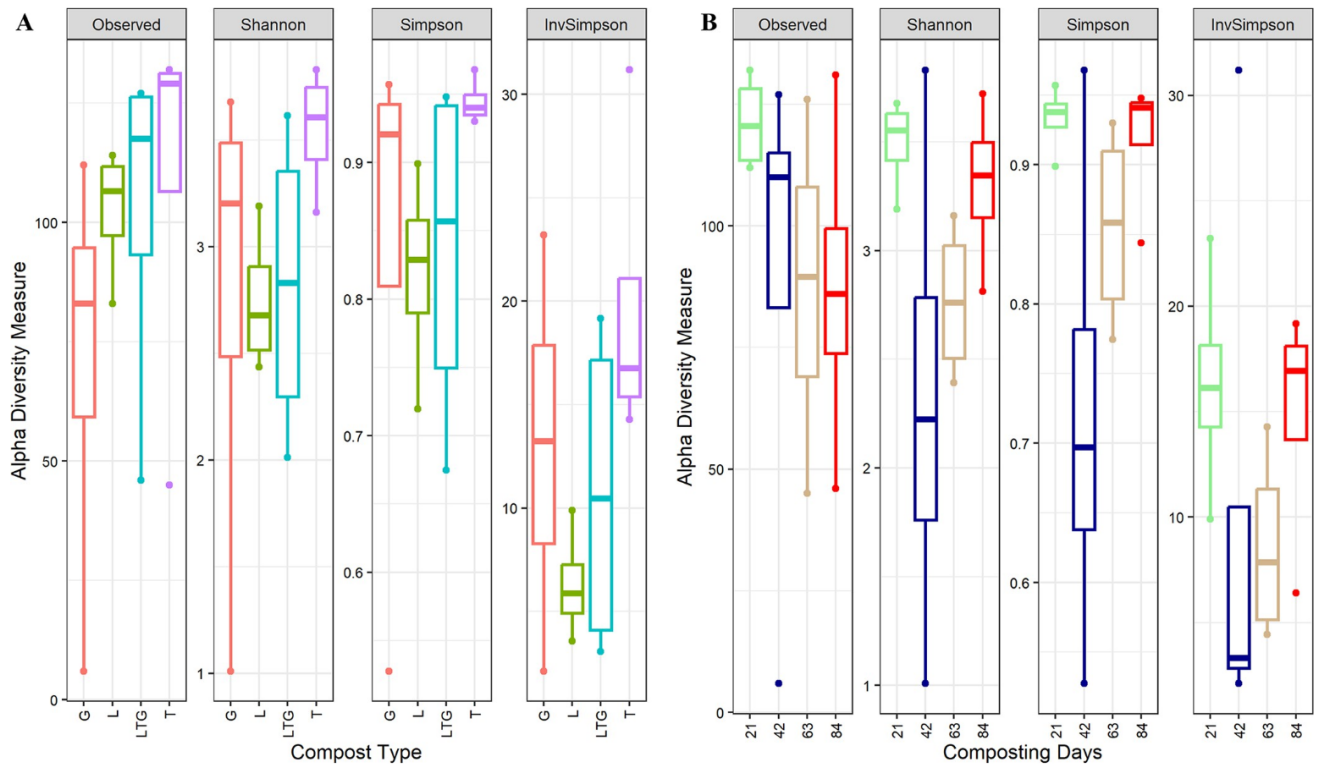 A
Observed
Shannon
Simpson
InvSimpson
Alpha Diversity Measure
100
50
0
3
2
1
0.9
0.8
0.7
0.6
30
20
10
G L LTG T
G L LTG T
G L LTG T
G L LTG T
Compost Type
B
Observed
Shannon
Simpson
InvSimpson
Alpha Diversity Measure
100
50
0
3
2
1
0.9
0.8
0.7
0.6
30
20
10
21 42 63 84
21 42 63 84
21 42 63 84
21 42 63 84
Composting Days